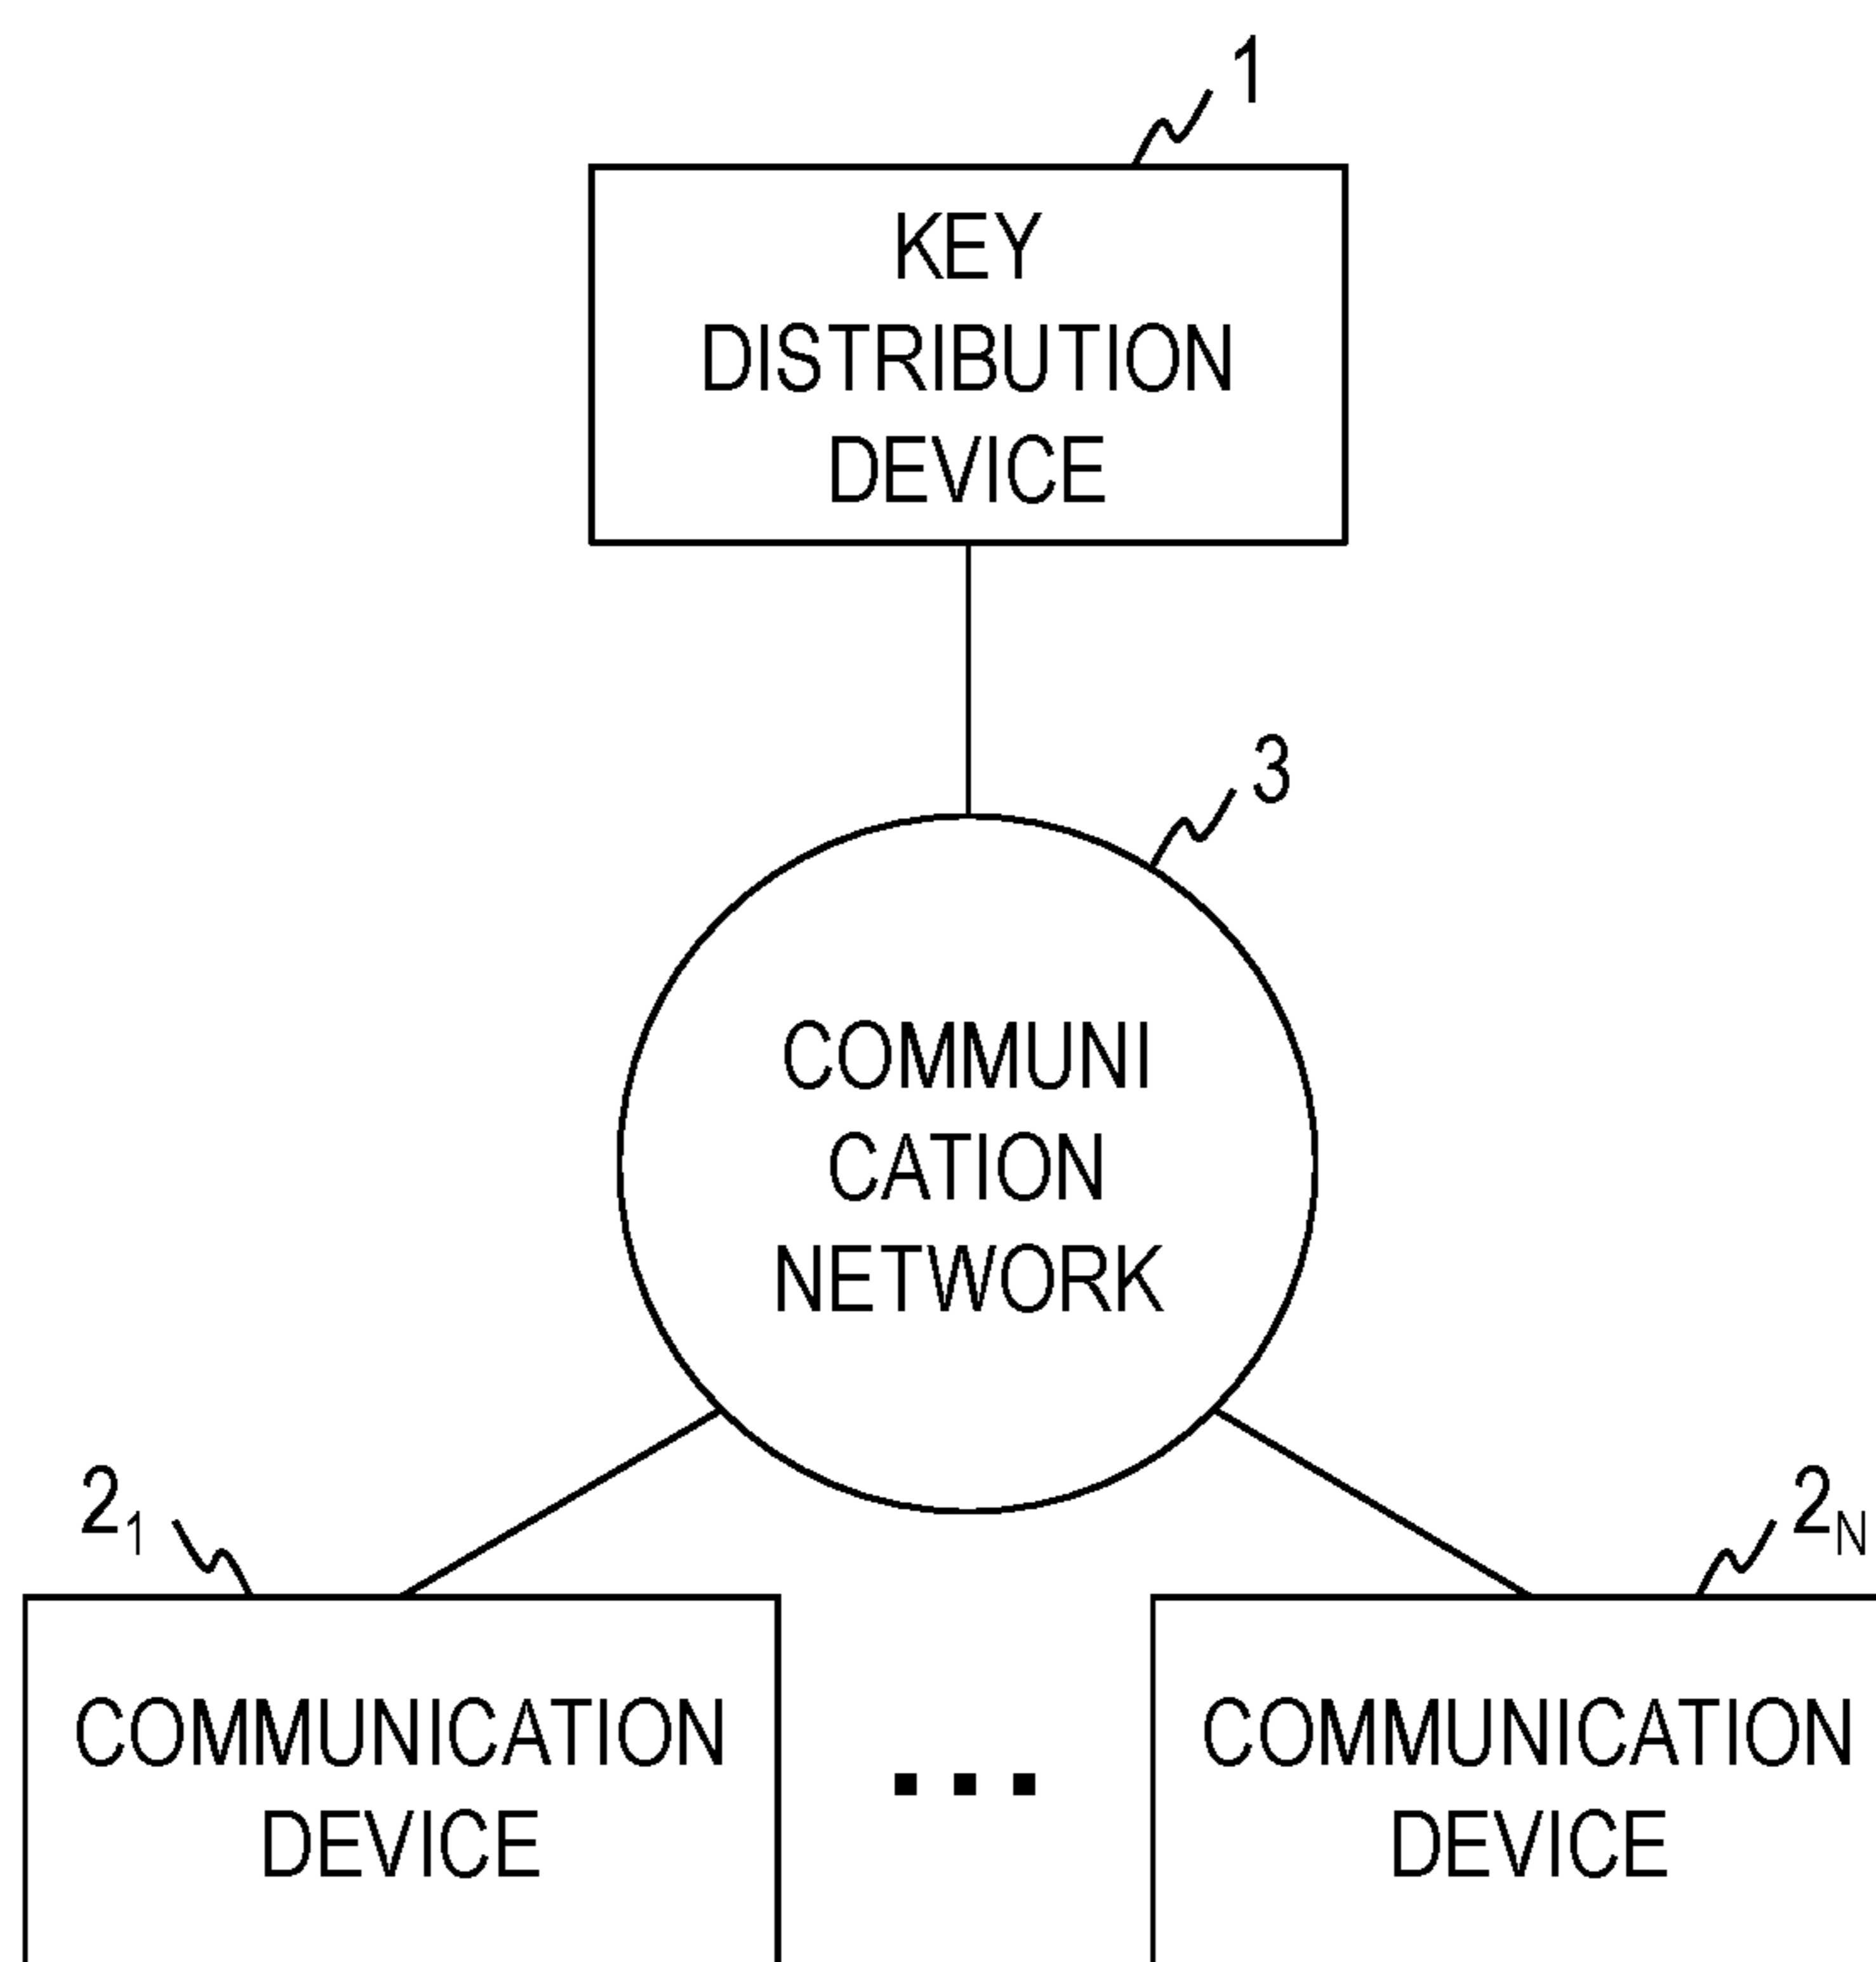 1
KEY
DISTRIBUTION
DEVICE
3
COMMUNI
CATION
NETWORK
2₁
2N
COMMUNICATION
DEVICE
...
COMMUNICATION
DEVICE